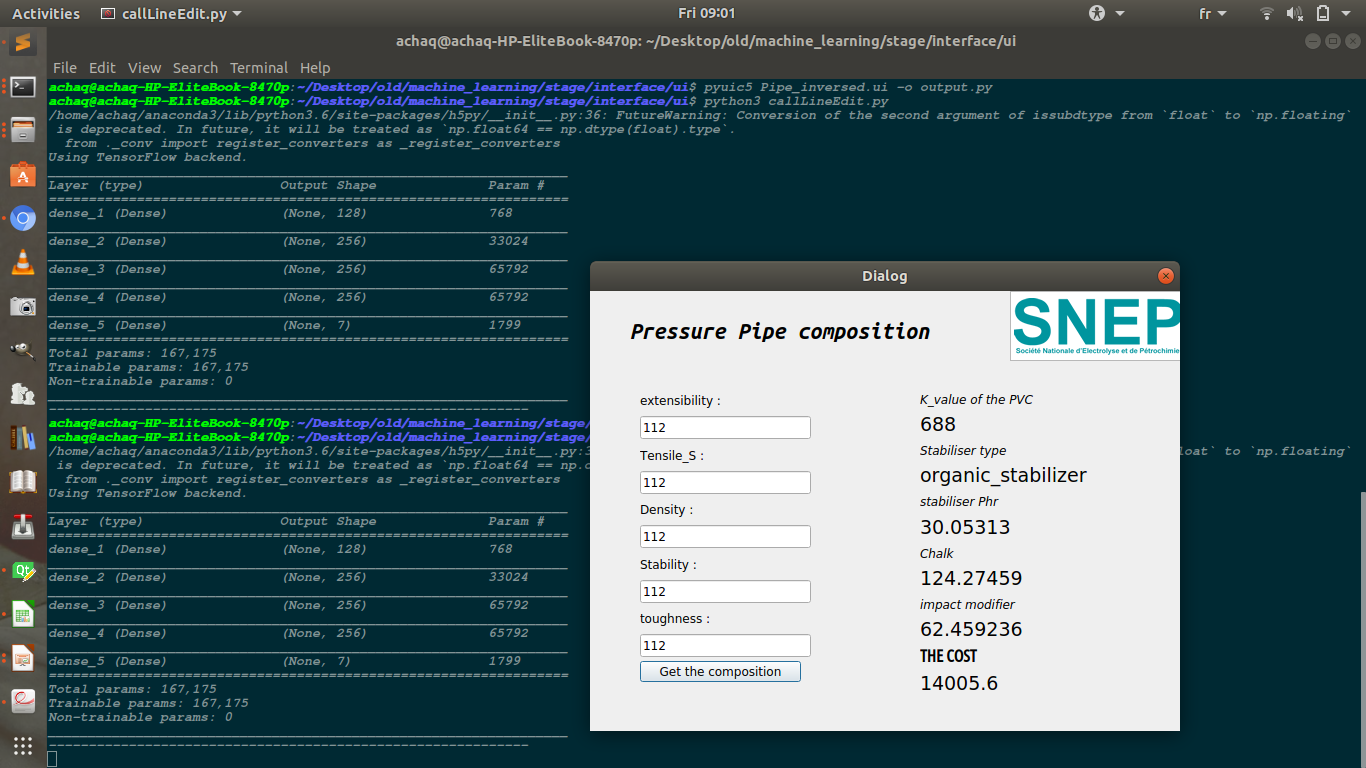 Activities
callLineEdit.py
Fri 09:01
fr
achaq@achaq-HP-EliteBook-8470p: ~/Desktop/old/machine_learning/stage/interface/ui
File Edit View Search Terminal Help
achaq@achaq-HP-EliteBook-8470p:~/Desktop/old/machine_learning/stage/interface/ui$ pyuic5 Pipe_inversed.ui -o output.py
achaq@achaq-HP-EliteBook-8470p:~/Desktop/old/machine_learning/stage/interface/ui$ python3 callLineEdit.py
/home/achaq/anaconda3/lib/python3.6/site-packages/h5py/__init__.py:36: FutureWarning: Conversion of the second argument of issubdtype from `float` to `np.floating`
is deprecated. In future, it will be treated as `np.float64 == np.dtype(float).type`.
from ._conv import register_converters as _register_converters
Using TensorFlow backend.
Layer (type) Output Shape Param #
dense_1 (Dense) (None, 128) 768
dense_2 (Dense) (None, 256) 33024
dense_3 (Dense) (None, 256) 65792
dense_4 (Dense) (None, 256) 65792
dense_5 (Dense) (None, 7) 1799
Total params: 167,175
Trainable params: 167,175
Non-trainable params: 0
achaq@achaq-HP-EliteBook-8470p:~/Desktop/old/machine_learning/stage/
achaq@achaq-HP-EliteBook-8470p:~/Desktop/old/machine_learning/stage/
/home/achaq/anaconda3/lib/python3.6/site-packages/h5py/__init__.py:3 loat` to `np.floating`
is deprecated. In future, it will be treated as `np.float64 == np.d
from ._conv import register_converters as _register_converters
Using TensorFlow backend.
Layer (type) Output Shape Param #
dense_1 (Dense) (None, 128) 768
dense_2 (Dense) (None, 256) 33024
dense_3 (Dense) (None, 256) 65792
dense_4 (Dense) (None, 256) 65792
dense_5 (Dense) (None, 7) 1799
Total params: 167,175
Trainable params: 167,175
Non-trainable params: 0
Dialog
Pressure Pipe composition
SNEP
Société Nationale d'Electrolyse et de Pétrochimie
extensibility :
112
Tensile_S :
112
Density :
112
Stability :
112
toughness :
112
Get the composition
K_value of the PVC
688
Stabiliser type
organic_stabilizer
stabiliser Phr
30.05313
Chalk
124.27459
impact modifier
62.459236
THE COST
14005.6